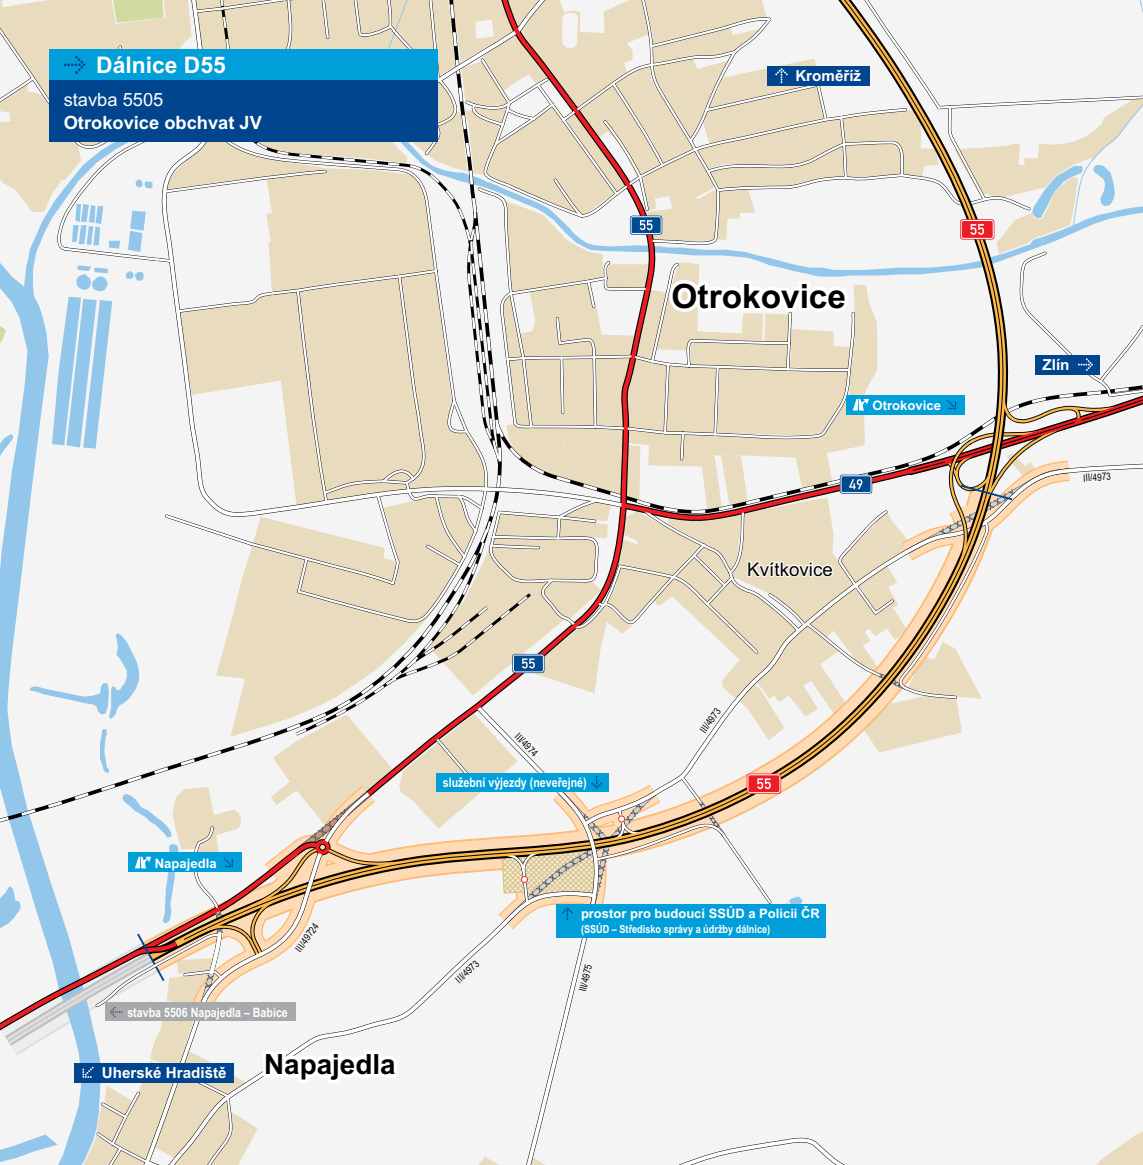 Dálnice D55
stavba 5505
Otrokovice obchvat JV
Kroměříž
55
55
Otrokovice
Zlín
Otrokovice
49
III/4973
Kvítkovice
55
III/4973
III/4974
služební výjezdy (neveřejné)
55
Napajedla
prostor pro budoucí SSÚD a Policii ČR
(SSÚD – Středisko správy a údržby dálnice)
III/49724
III/4973
III/4975
stavba 5506 Napajedla – Babice
Napajedla
Uherské Hradiště